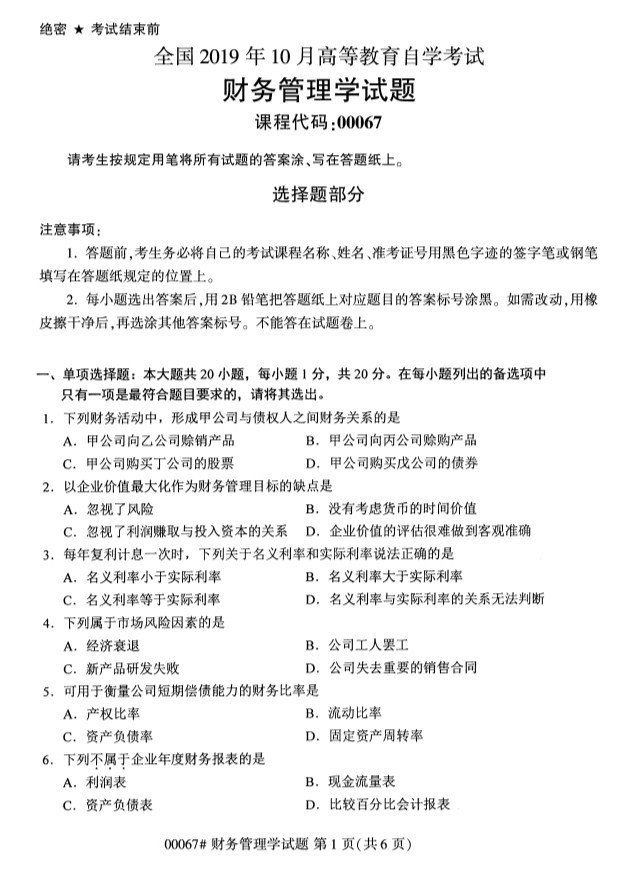 绝密 ★ 考试结束前
全国 2019 年 10 月高等教育自学考试
财务管理学试题
课程代码:00067
请考生按规定用笔将所有试题的答案涂、写在答题纸上。
选择题部分
注意事项:
1. 答题前,考生务必将自己的考试课程名称、姓名、准考证号用黑色字迹的签字笔或钢笔
填写在答题纸规定的位置上。
2. 每小题选出答案后,用 2B 铅笔把答题纸上对应题目的答案标号涂黑。如需改动,用橡
皮擦干净后,再选涂其他答案标号。不能答在试题卷上。
一、单项选择题:本大题共 20 小题,每小题 1 分,共 20 分。在每小题列出的备选项中
只有一项是最符合题目要求的,请将其选出。
1. 下列财务活动中,形成甲公司与债权人之间财务关系的是
A. 甲公司向乙公司赊销产品 B. 甲公司向丙公司赊购产品
C. 甲公司购买丁公司的股票 D. 甲公司购买戊公司的债券
2. 以企业价值最大化作为财务管理目标的缺点是
A. 忽视了风险 B. 没有考虑货币的时间价值
C. 忽视了利润赚取与投入资本的关系 D. 企业价值的评估很难做到客观准确
3. 每年复利计息一次时,下列关于名义利率和实际利率说法正确的是
A. 名义利率小于实际利率 B. 名义利率大于实际利率
C. 名义利率等于实际利率 D. 名义利率与实际利率的关系无法判断
4. 下列属于市场风险因素的是
A. 经济衰退 B. 公司工人罢工
C. 新产品研发失败 D. 公司失去重要的销售合同
5. 可用于衡量公司短期偿债能力的财务比率是
A. 产权比率 B. 流动比率
C. 资产负债率 D. 固定资产周转率
6. 下列不属于企业年度财务报表的是
A. 利润表 B. 现金流量表
C. 资产负债表 D. 比较百分比会计报表
00067# 财务管理学试题 第 1 页(共 6 页)